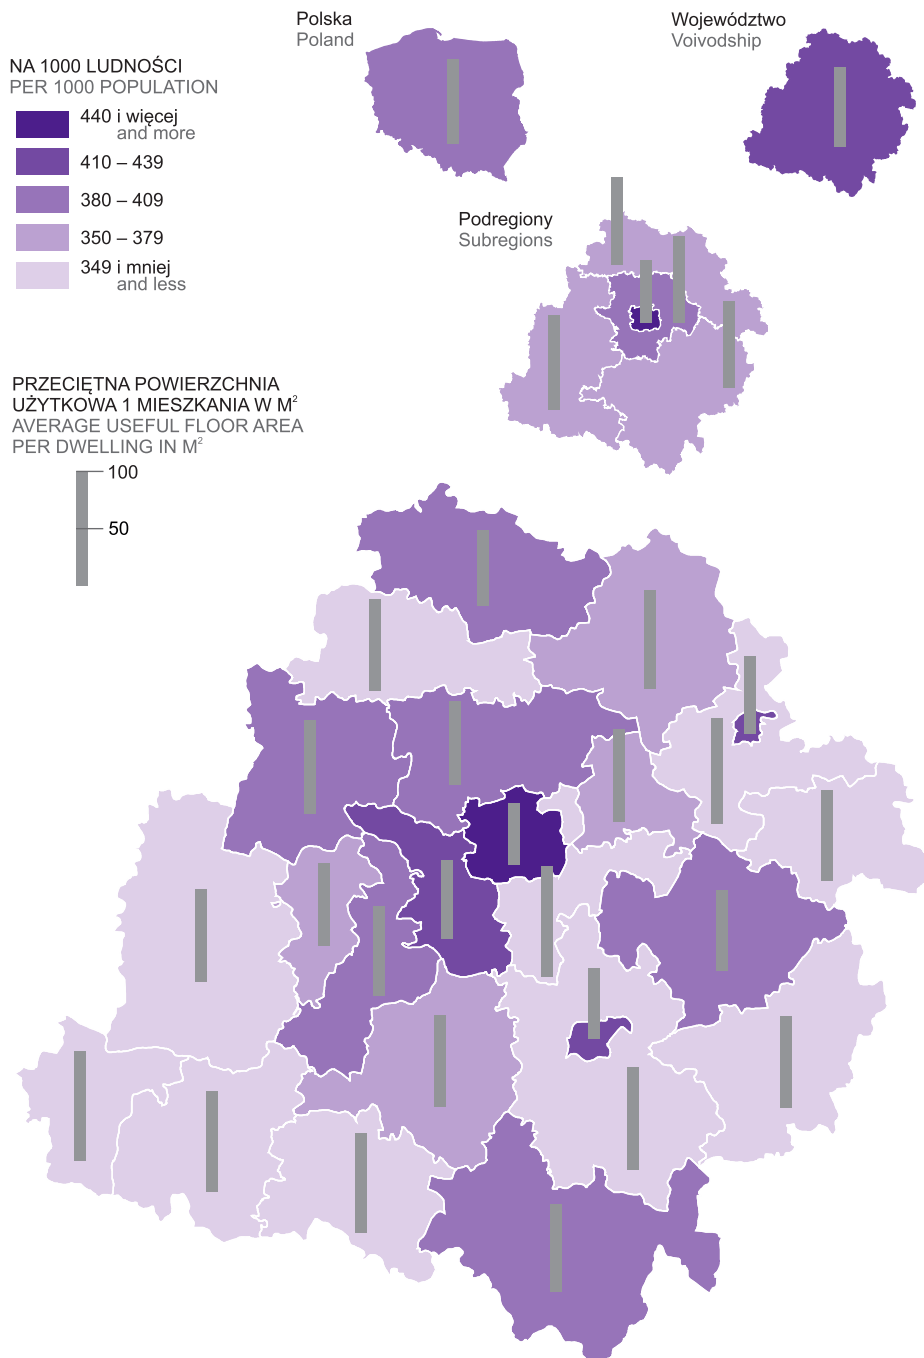 Polska
Poland
Województwo
Voivodship
NA 1000 LUDNOŚCI
PER 1000 POPULATION
440 i więcej
and more
410 – 439
380 – 409
350 – 379
349 i mniej
and less
Podregiony
Subregions
PRZECIĘTNA POWIERZCHNIA
UŻYTKOWA 1 MIESZKANIA W M²
AVERAGE USEFUL FLOOR AREA
PER DWELLING IN M²
100
50